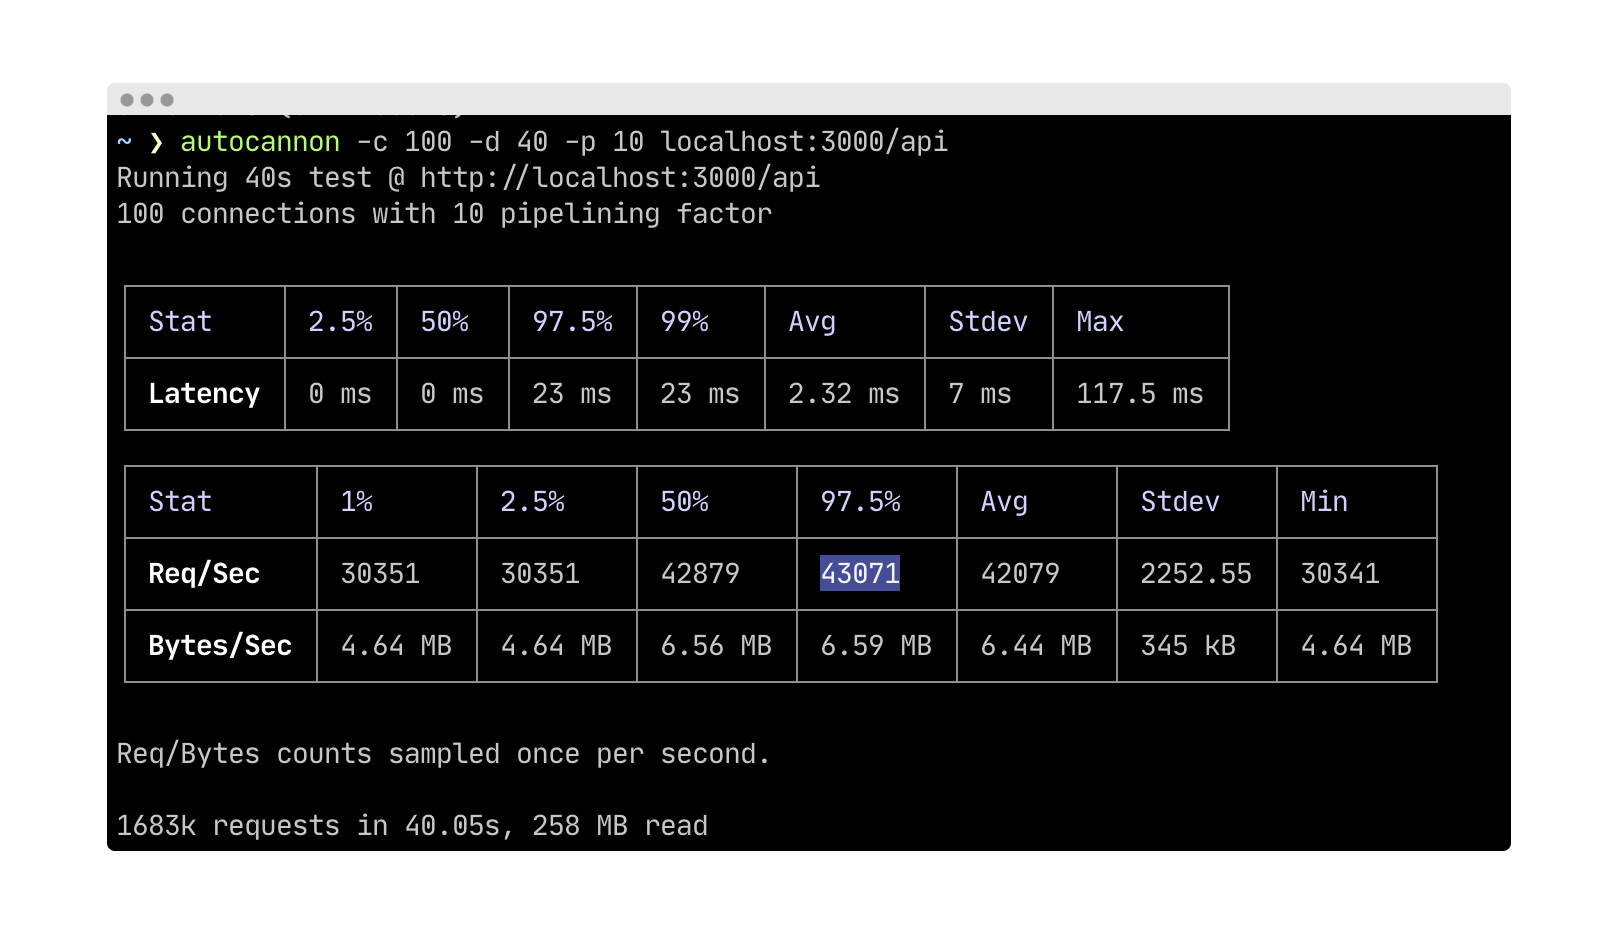 ~ ❯ autocannon -c 100 -d 40 -p 10 localhost:3000/api
Running 40s test @ http://localhost:3000/api
100 connections with 10 pipelining factor
Stat 2.5% 50% 97.5% 99% Avg Stdev Max
Latency 0 ms 0 ms 23 ms 23 ms 2.32 ms 7 ms 117.5 ms
Stat 1% 2.5% 50% 97.5% Avg Stdev Min
Req/Sec 30351 30351 42879 43071 42079 2252.55 30341
Bytes/Sec 4.64 MB 4.64 MB 6.56 MB 6.59 MB 6.44 MB 345 kB 4.64 MB
Req/Bytes counts sampled once per second.
1683k requests in 40.05s, 258 MB read